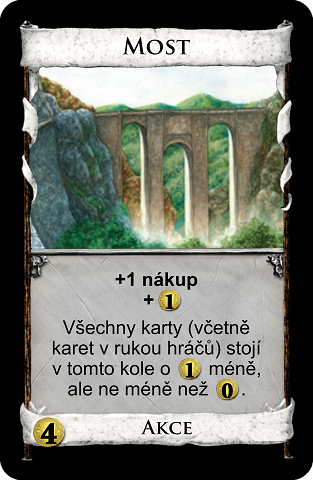 MOST
+1 nákup
+ 1
Všechny karty (včetně
karet v rukou hráčů) stojí
v tomto kole o 1 méně,
ale ne méně než 0.
4 AKCE